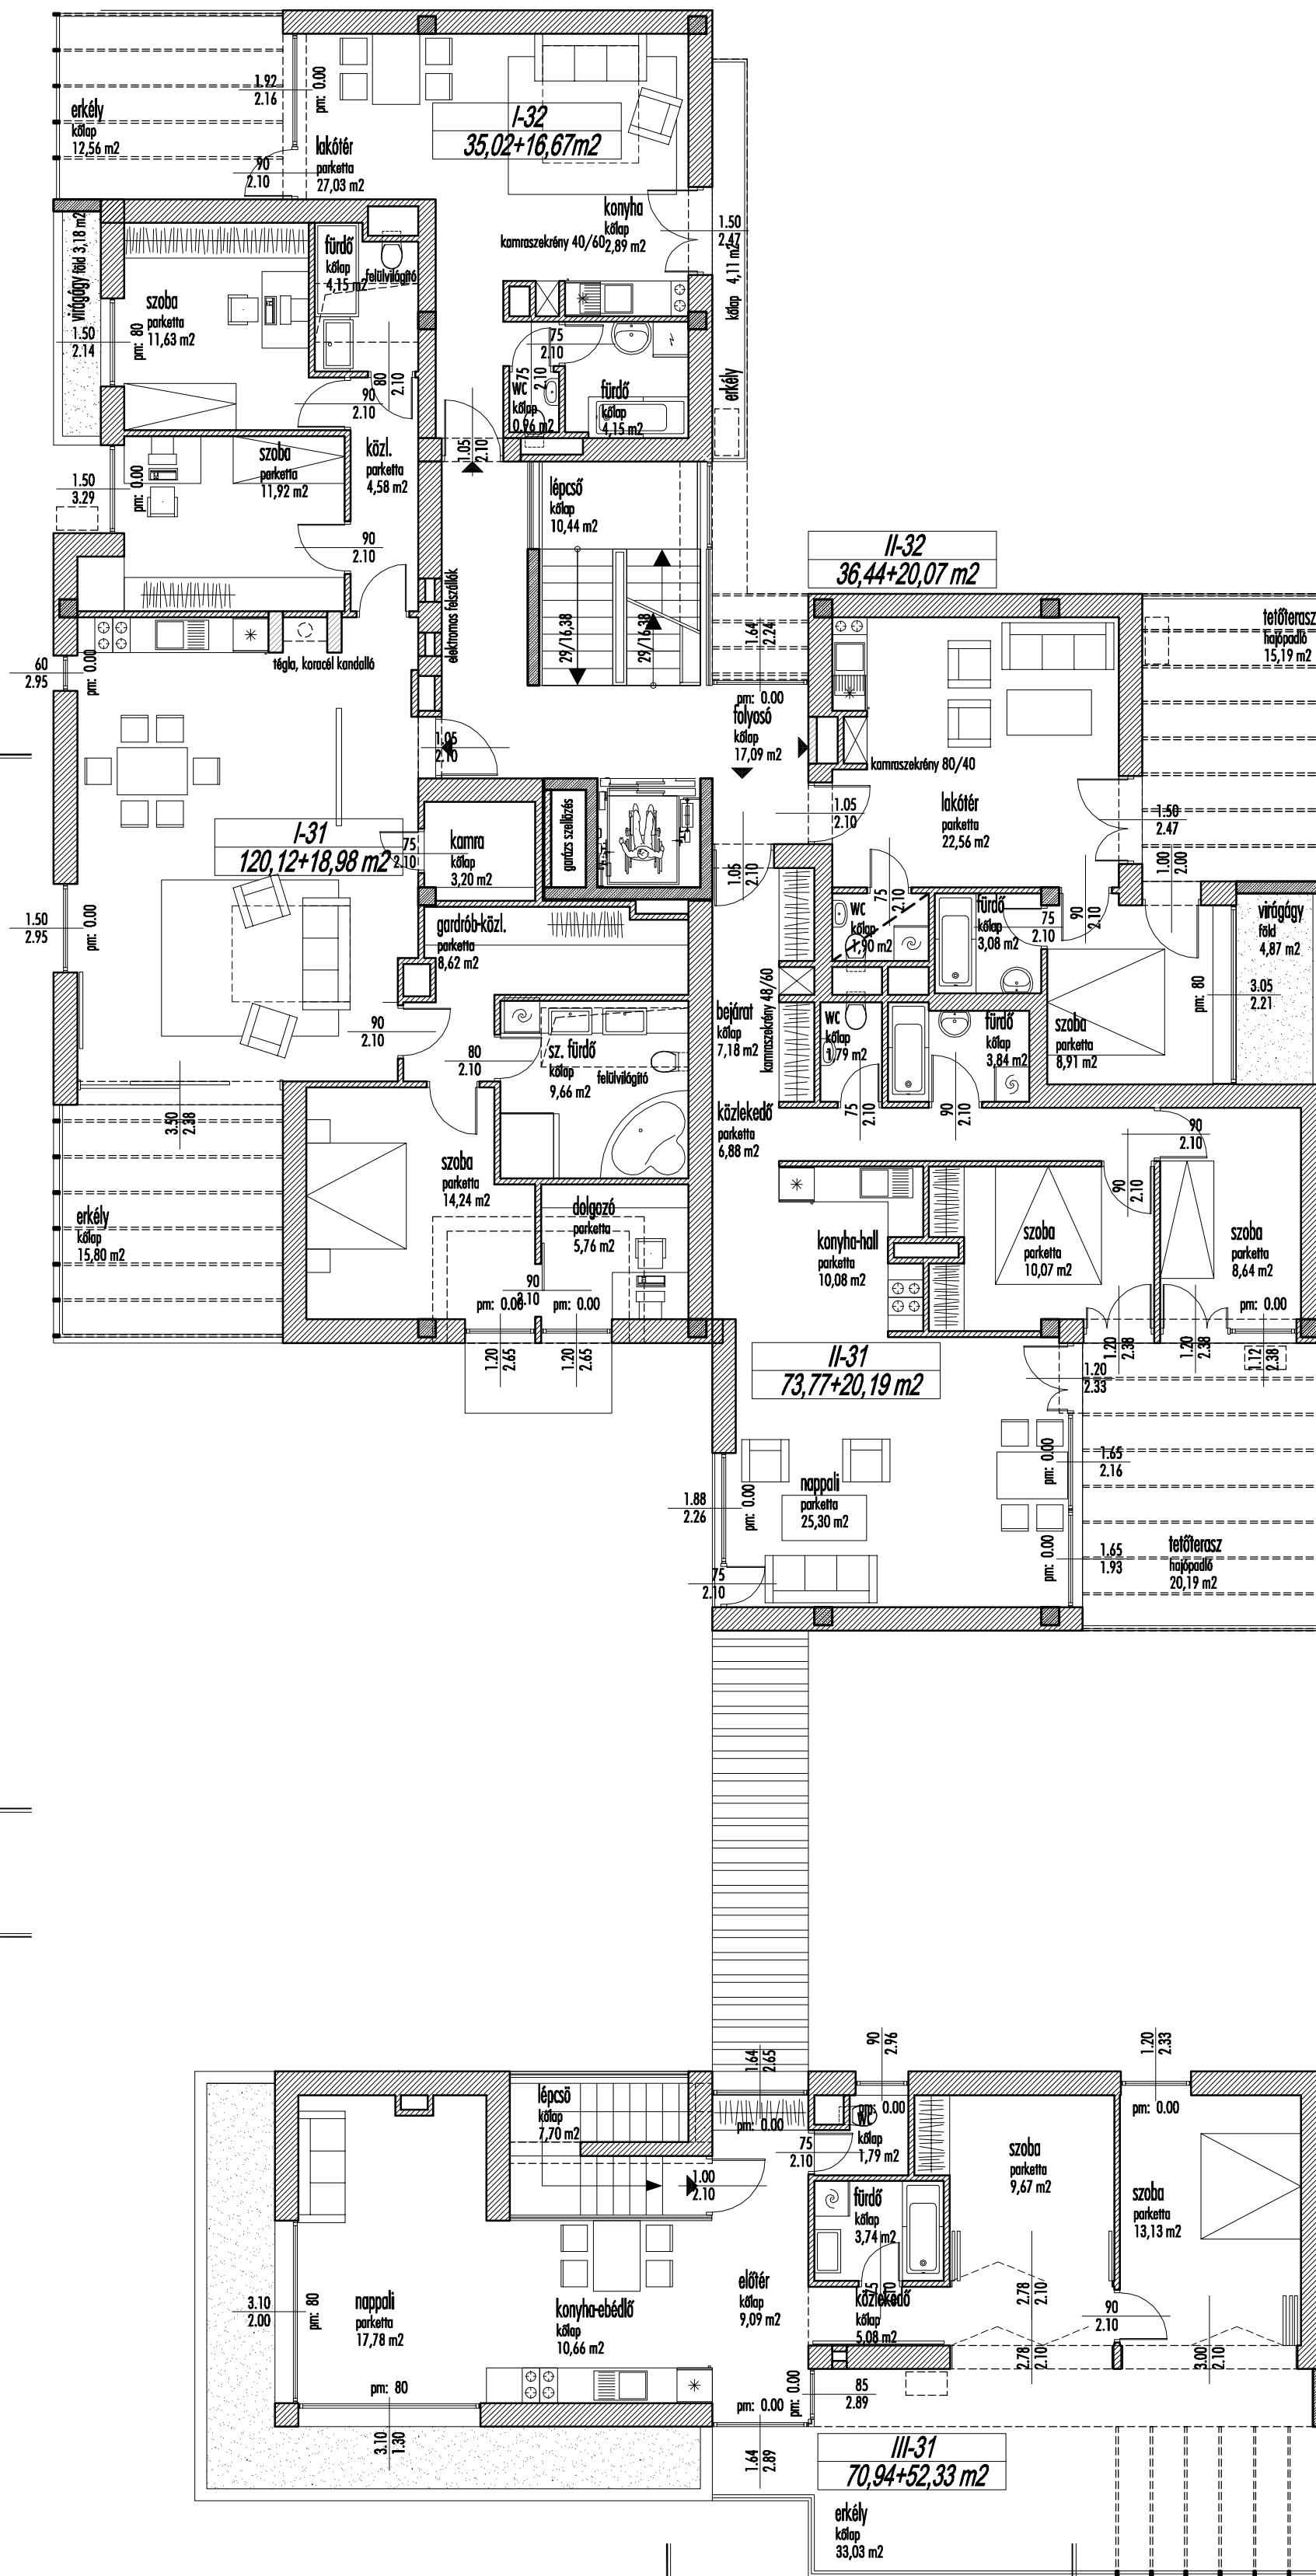 erkély
kőlap
12,56 m2
1.92
2.16
pm: 0.00
90
2.10
lakótér
parketta
27,03 m2
I-32
35,02+16,67m2
konyha
kőlap
2,89 m2
kamraszekrény 40/60
1.50
2.47
erkély
kőlap 4,11 m2
virágágy föld 3,18 m2
1.50
2.14
pm: 80
szoba
parketta
11,63 m2
fürdő
kőlap
4,15 m2
felülvilágító
80
2.10
90
2.10
75
2.10
75
2.10
WC
kőlap
0,96 m2
fürdő
kőlap
4,15 m2
1.05
2.10
1.50
3.29
pm: 0.00
szoba
parketta
11,92 m2
közl.
parketta
4,58 m2
90
2.10
lépcső
kőlap
10,44 m2
29/16,38
29/16,38
elektromos felszállók
tégla, koracél kandalló
60
2.95
pm: 0.00
1.64
2.24
pm: 0.00
folyosó
kőlap
17,09 m2
1.05
2.10
II-32
36,44+20,07 m2
tetőterasz
hajópadló
15,19 m2
kamraszekrény 80/40
lakótér
parketta
22,56 m2
1.05
2.10
1.50
2.47
1.00
2.00
I-31
120,12+18,98 m2
75
2.10
kamra
kőlap
3,20 m2
garázs szellőzés
1.05
2.10
1.50
2.95
pm: 0.00
gardrób-közl.
parketta
8,62 m2
90
2.10
80
2.10
sz. fürdő
kőlap
9,66 m2
felülvilágító
bejárat
kőlap
7,18 m2
kamraszekrény 48/60
75
2.10
WC
kőlap
1,90 m2
fürdő
kőlap
3,08 m2
75
2.10
90
2.10
virágágy
föld
4,87 m2
pm: 80
3.05
2.21
szoba
parketta
8,91 m2
WC
kőlap
1,79 m2
fürdő
kőlap
3,84 m2
75
2.10
90
2.10
közlekedő
parketta
6,88 m2
90
2.10
90
2.10
3.50
2.38
erkély
kőlap
15,80 m2
szoba
parketta
14,24 m2
dolgozó
parketta
5,76 m2
90
2.10
pm: 0.00
pm: 0.00
1.20
2.65
1.20
2.65
konyha-hall
parketta
10,08 m2
szoba
parketta
10,07 m2
szoba
parketta
8,64 m2
pm: 0.00
1.20
2.38
1.20
2.38
1.12
2.38
II-31
73,77+20,19 m2
1.20
2.33
1.88
2.26
pm: 0.00
nappali
parketta
25,30 m2
pm: 0.00
1.65
2.16
pm: 0.00
1.65
1.93
tetőterasz
hajópadló
20,19 m2
75
2.10
1.64
2.65
90
2.96
1.20
2.33
lépcső
kőlap
7,70 m2
pm: 0.00
pm: 0.00
pm: 0.00
75
2.10
WC
kőlap
1,79 m2
1.00
2.10
fürdő
kőlap
3,74 m2
szoba
parketta
9,67 m2
szoba
parketta
13,13 m2
75
2.10
3.10
2.00
pm: 80
nappali
parketta
17,78 m2
konyha-ebédlő
kőlap
10,66 m2
előtér
kőlap
9,09 m2
közlekedő
kőlap
5,08 m2
2.78
2.10
90
2.10
2.78
2.10
3.00
2.10
pm: 80
3.10
1.30
pm: 0.00
pm: 0.00
85
2.89
1.64
2.89
III-31
70,94+52,33 m2
erkély
kőlap
33,03 m2